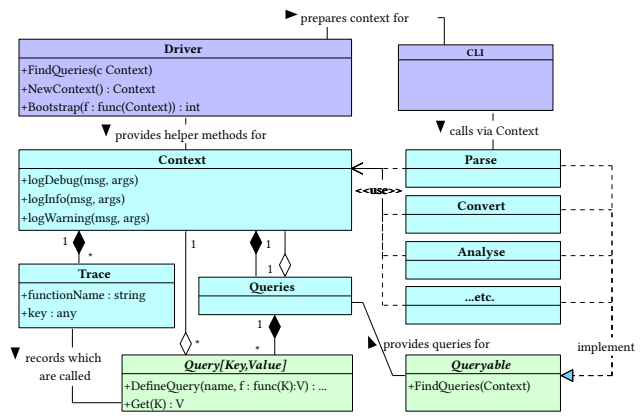 prepares context for
Driver
+FindQueries(c Context)
+NewContext() : Context
+Bootstrap(f : func(Context)) : int
CLI
provides helper methods for
calls via Context
Context
+logDebug(msg, args)
+logInfo(msg, args)
+logWarning(msg, args)
<<use>>
Parse
Convert
Analyse
...etc.
1
*
1
1
1
Trace
+functionName : string
+key : any
Queries
1
*
*
records which
are called
provides queries for
implement
Query[Key,Value]
+DefineQuery(name, f : func(K):V) : ...
+Get(K) : V
Queryable
+FindQueries(Context)